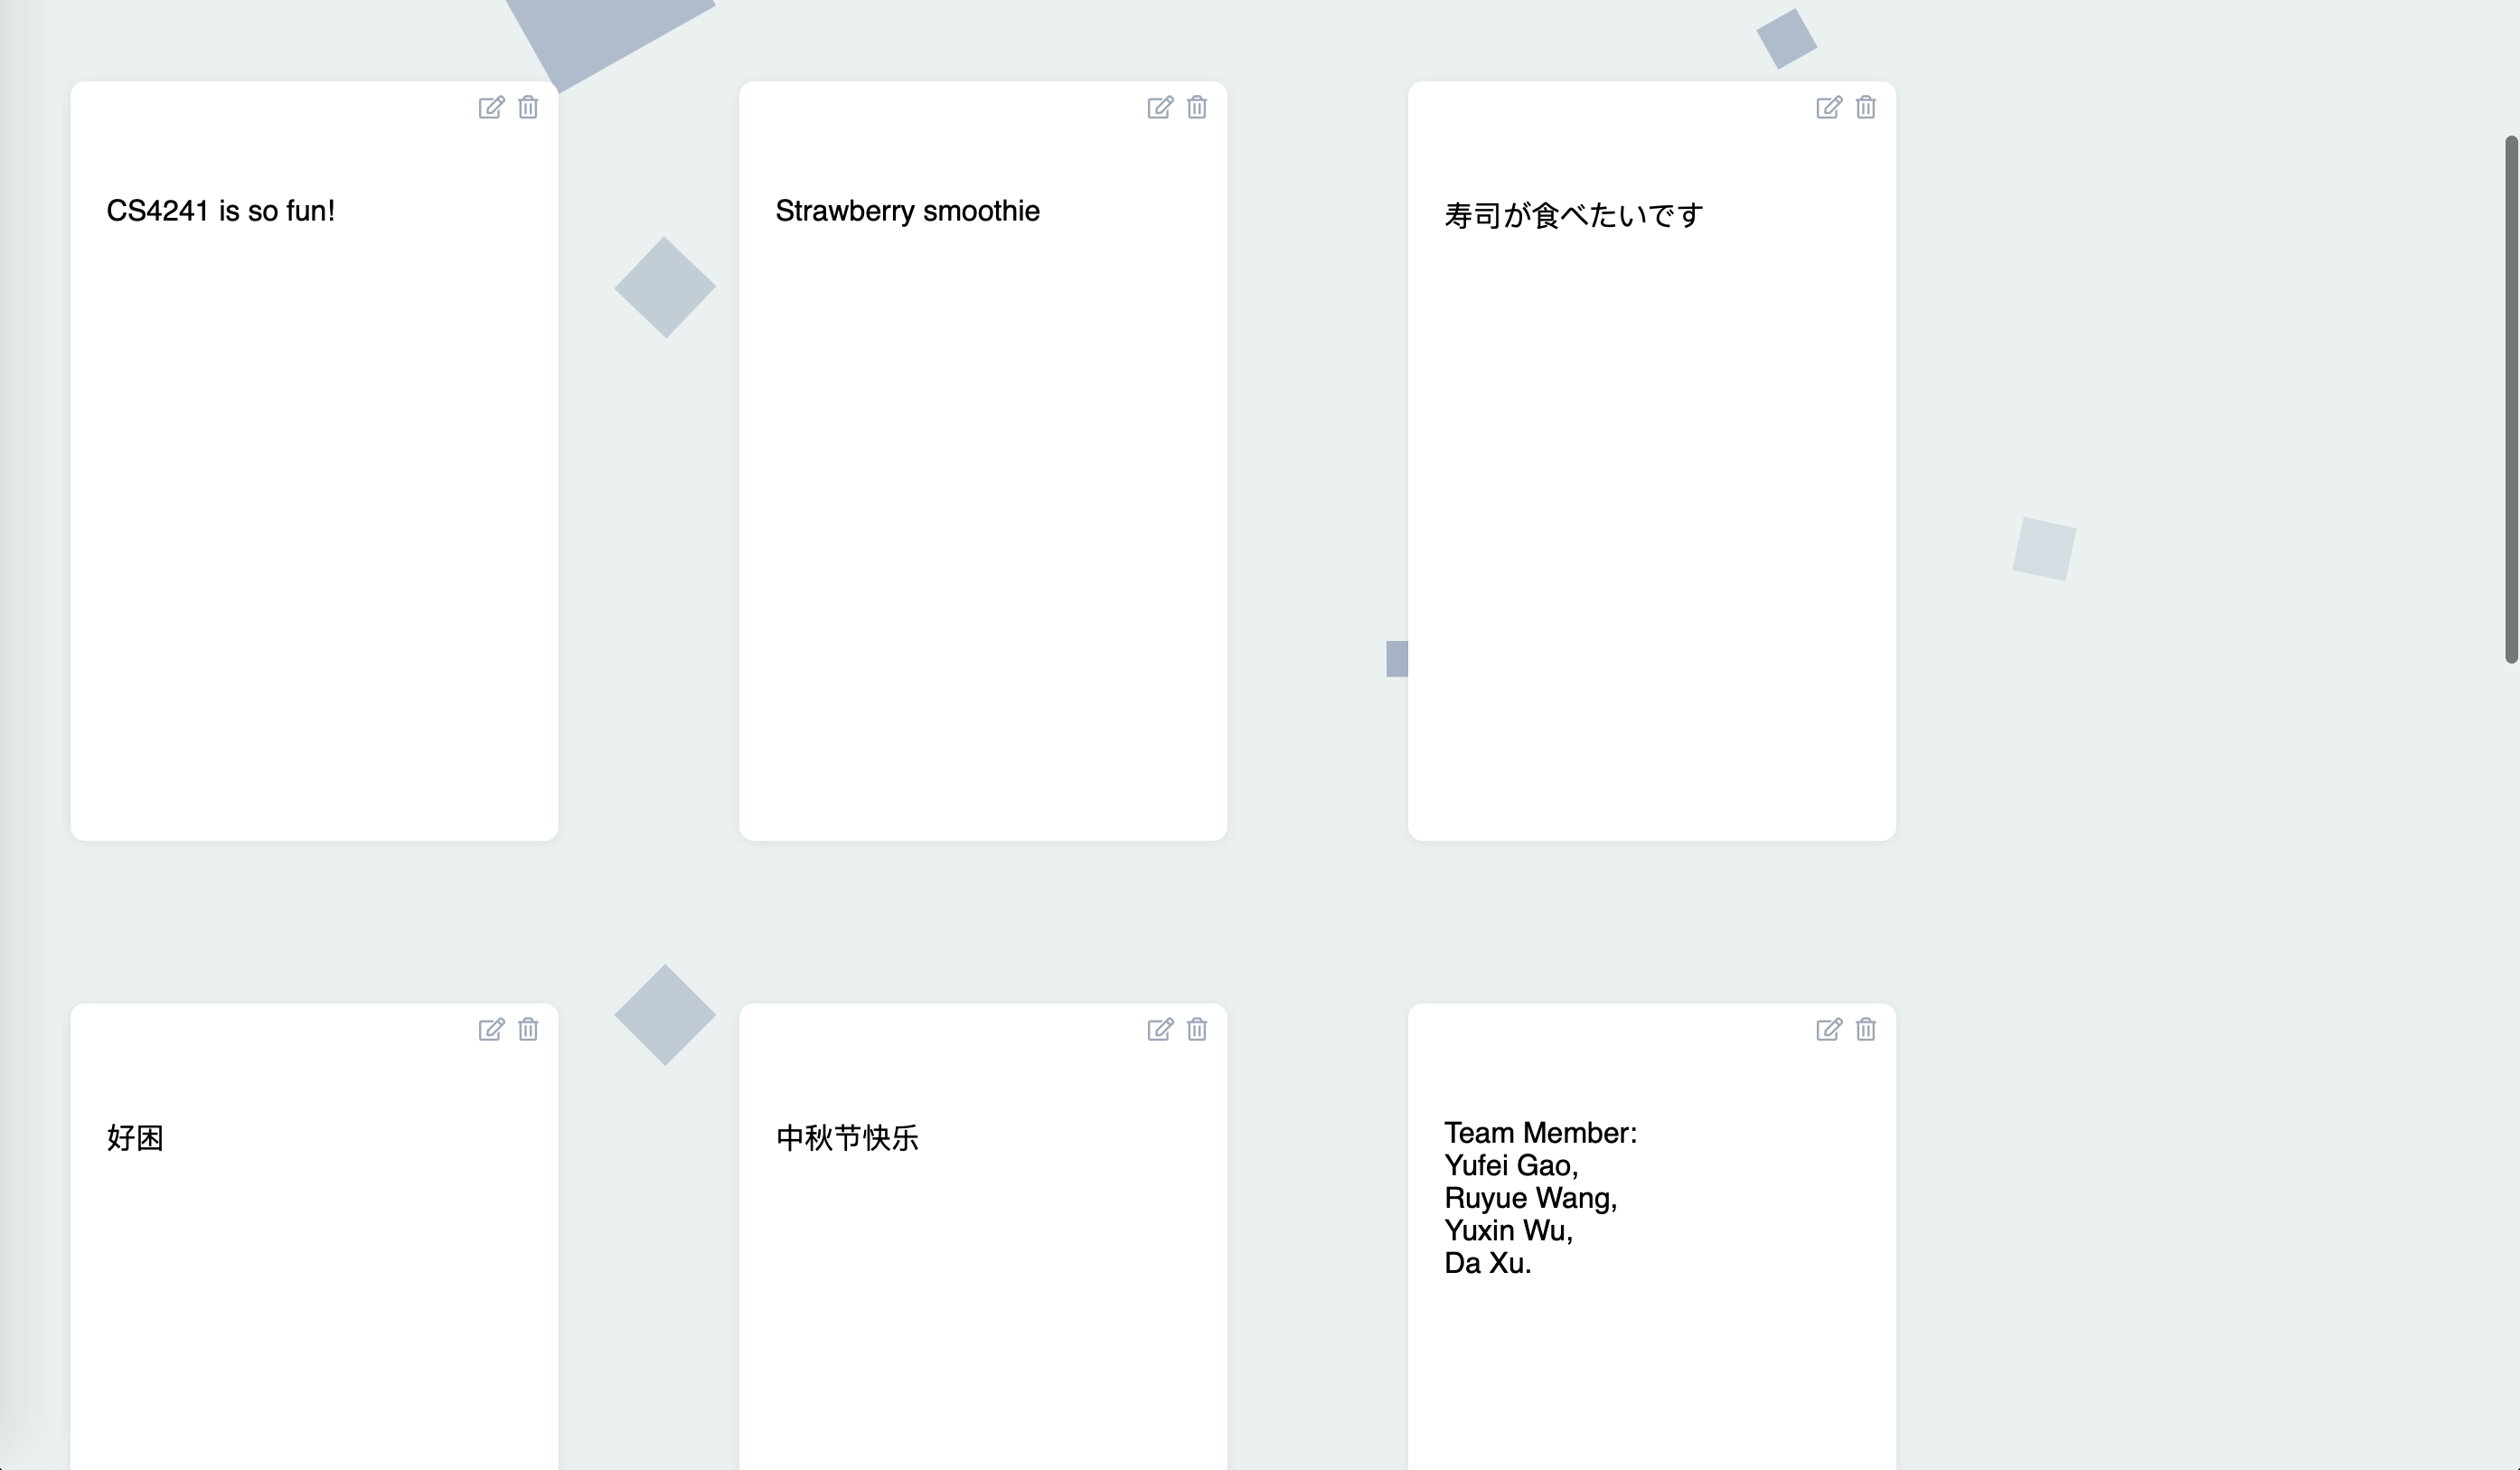 CS4241 is so fun!
Strawberry smoothie
寿司が食べたいです
好困
中秋节快乐
Team Member:
Yufei Gao,
Ruyue Wang,
Yuxin Wu,
Da Xu.